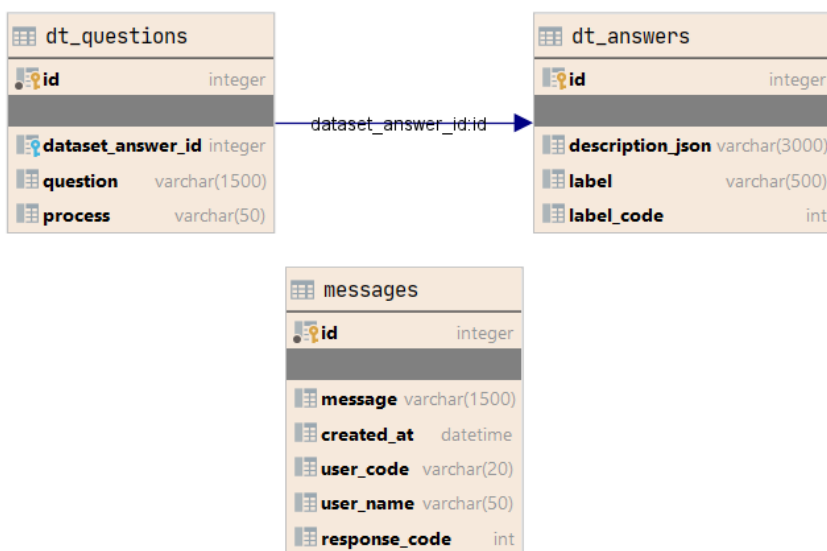 dt_questions
id integer
dataset_answer_id integer
question varchar(1500)
process varchar(50)
dataset_answer_id:id
dt_answers
id integer
description_json varchar(3000)
label varchar(500)
label_code int
messages
id integer
message varchar(1500)
created_at datetime
user_code varchar(20)
user_name varchar(50)
response_code int